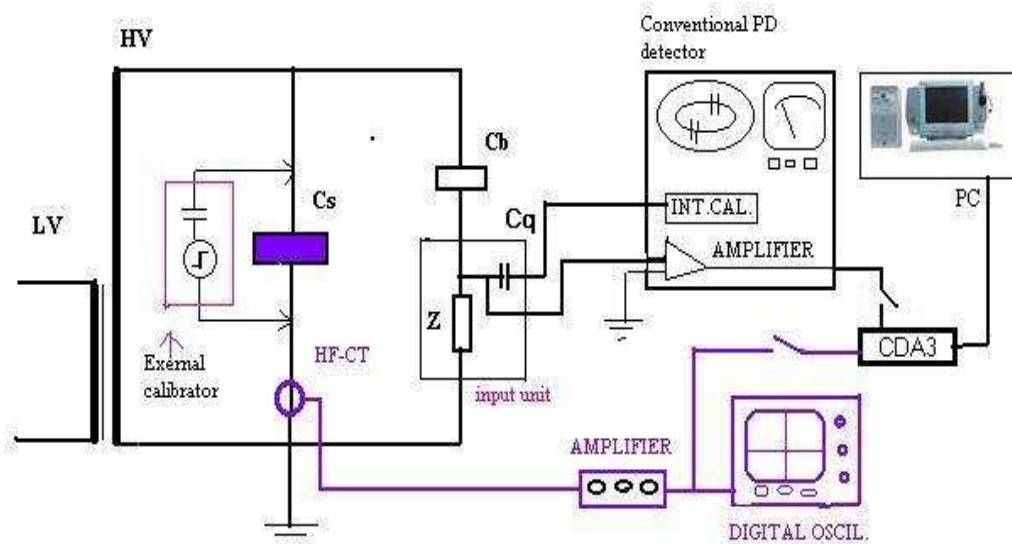 HV
Conventional PD
detector
Cb
Cs
LV
Cq
INT.CAL.
PC
AMPLIFIER
Z
CDA3
Exernal
calibrator
HF-CT
input unit
AMPLIFIER
DIGITAL OSCIL.